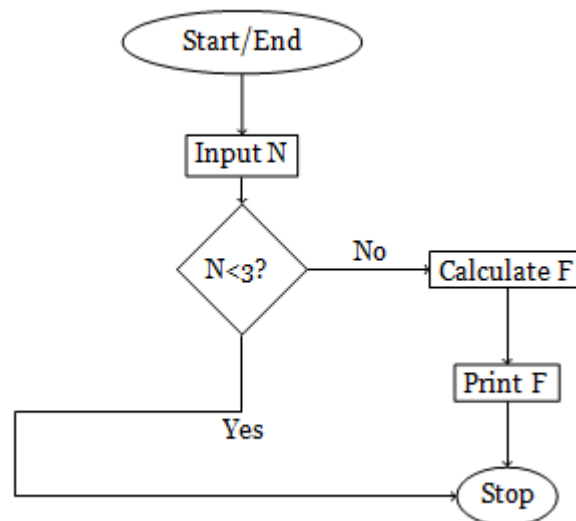 Start/End
Input N
N<3?
No
Calculate F
Print F
Yes
Stop